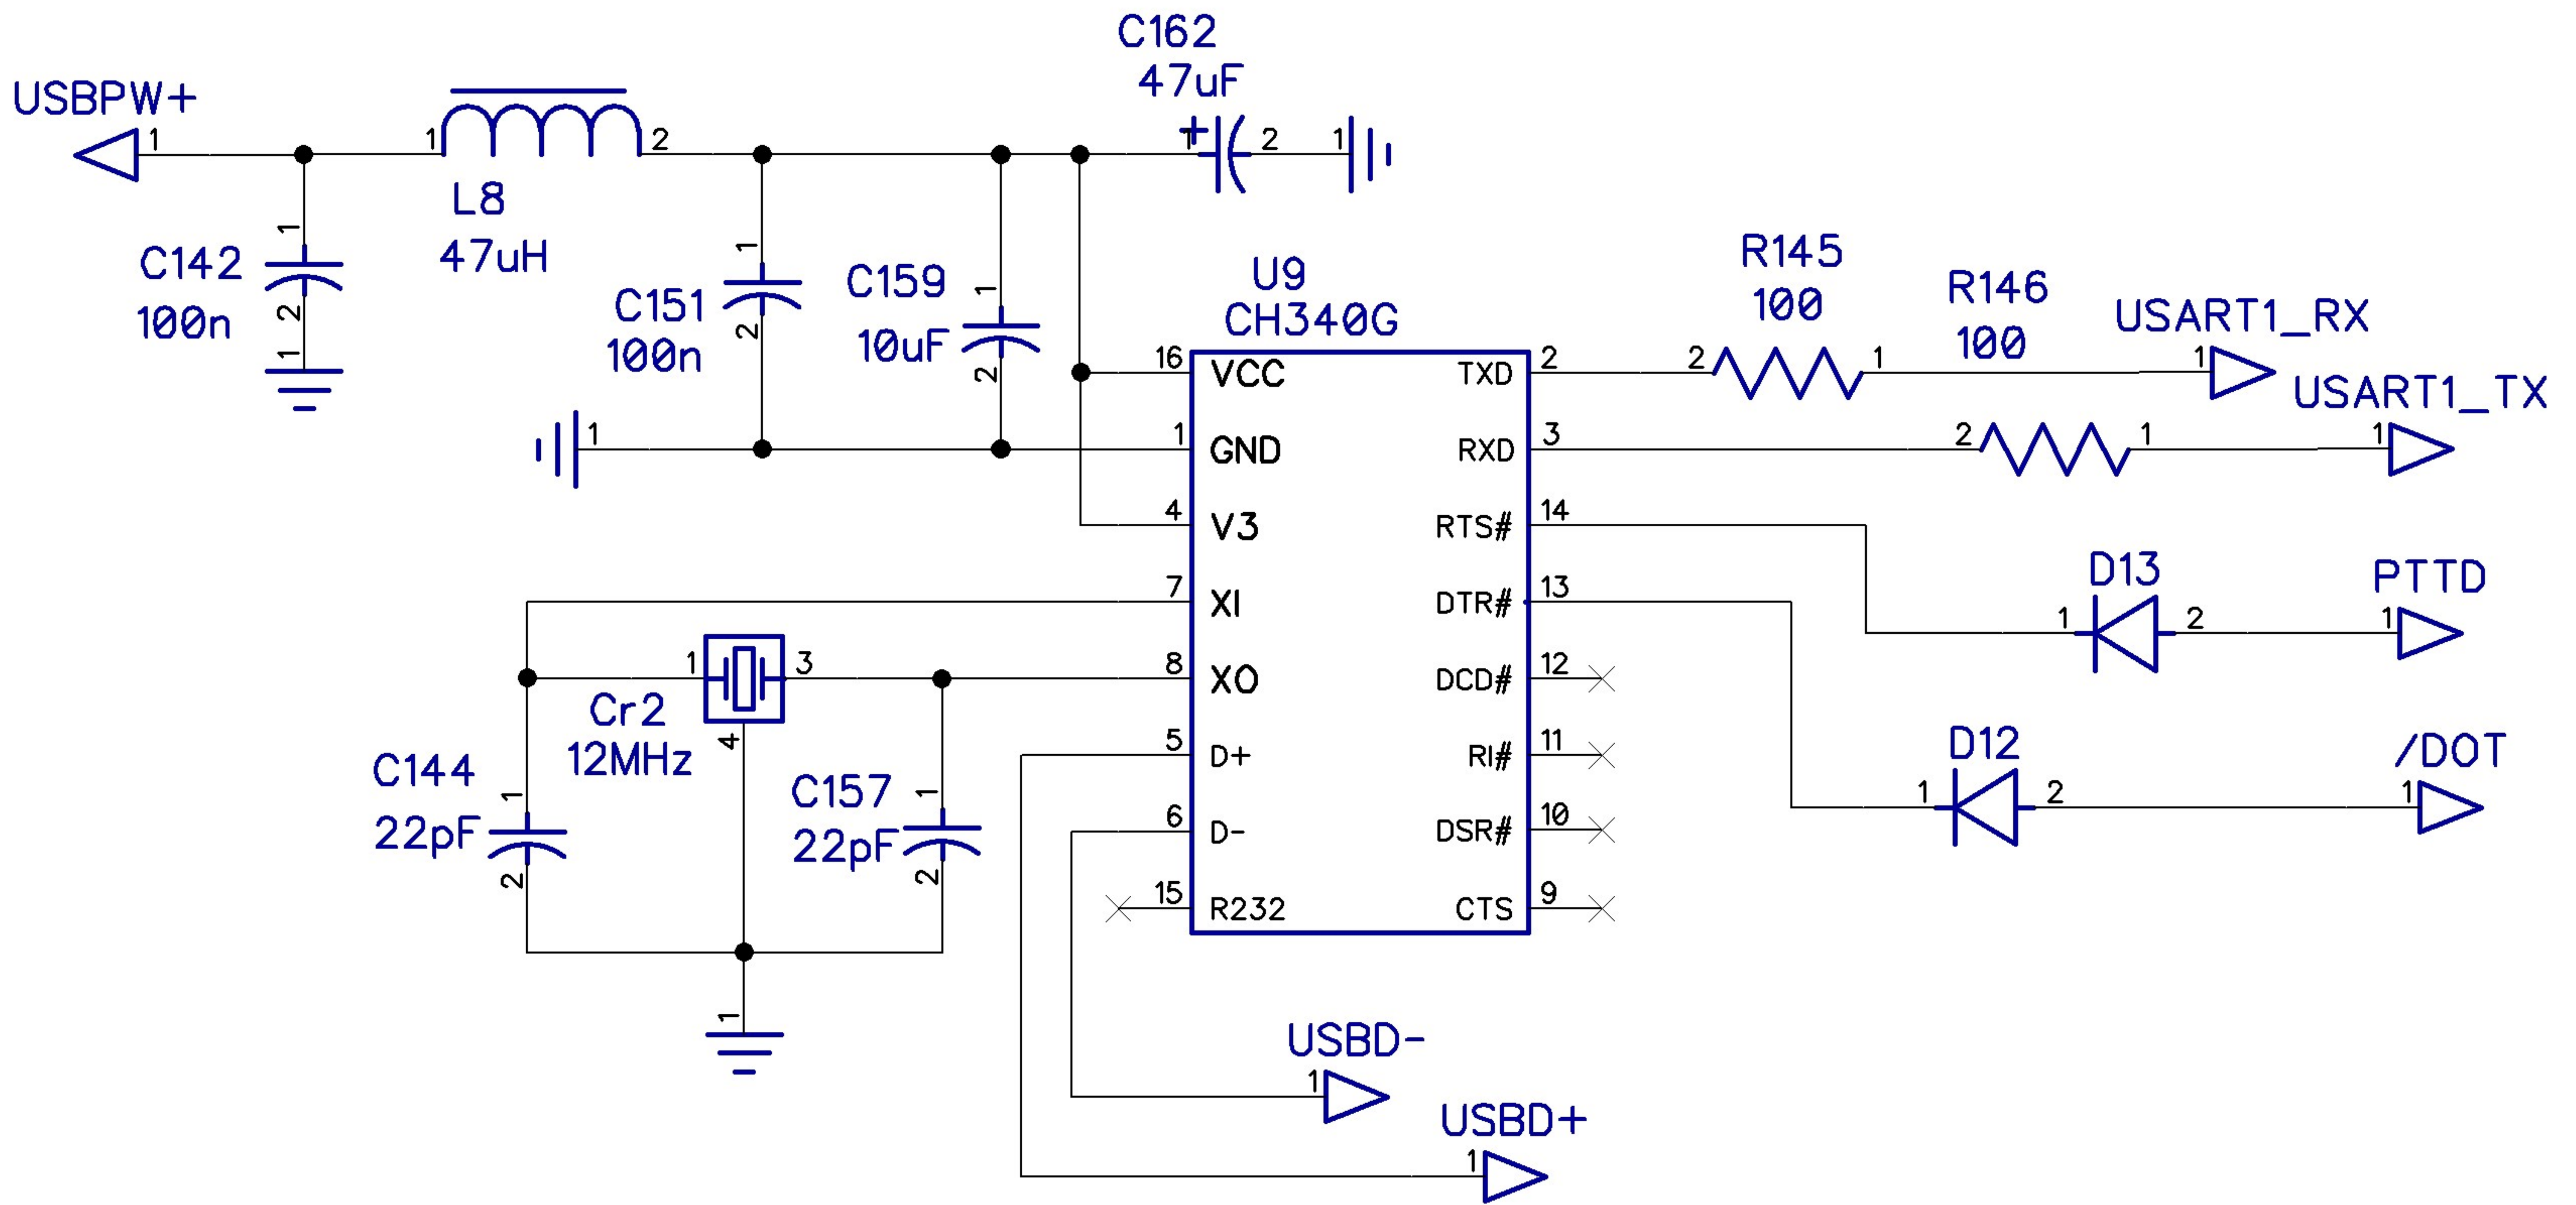 C162
47uF
USBPW+
1
1
2
+
1
2
1
L8
47uH
C142
100n
1
2
1
C151
100n
1
2
C159
10uF
1
2
U9
CH340G
R145
100
R146
100
USART1_RX
USART1_TX
16 VCC
TXD 2
2
1
1
1
1 GND
RXD 3
2
1
1
4 V3
RTS# 14
7 XI
DTR# 13
D13
PTTD
1
2
1
1
3
Cr2
12MHz
4
8 XO
DCD# 12
5 D+
RI# 11
D12
/DOT
1
2
1
C144
22pF
1
2
C157
22pF
1
2
6 D-
DSR# 10
15 R232
CTS 9
1
USBD-
1
USBD+
1